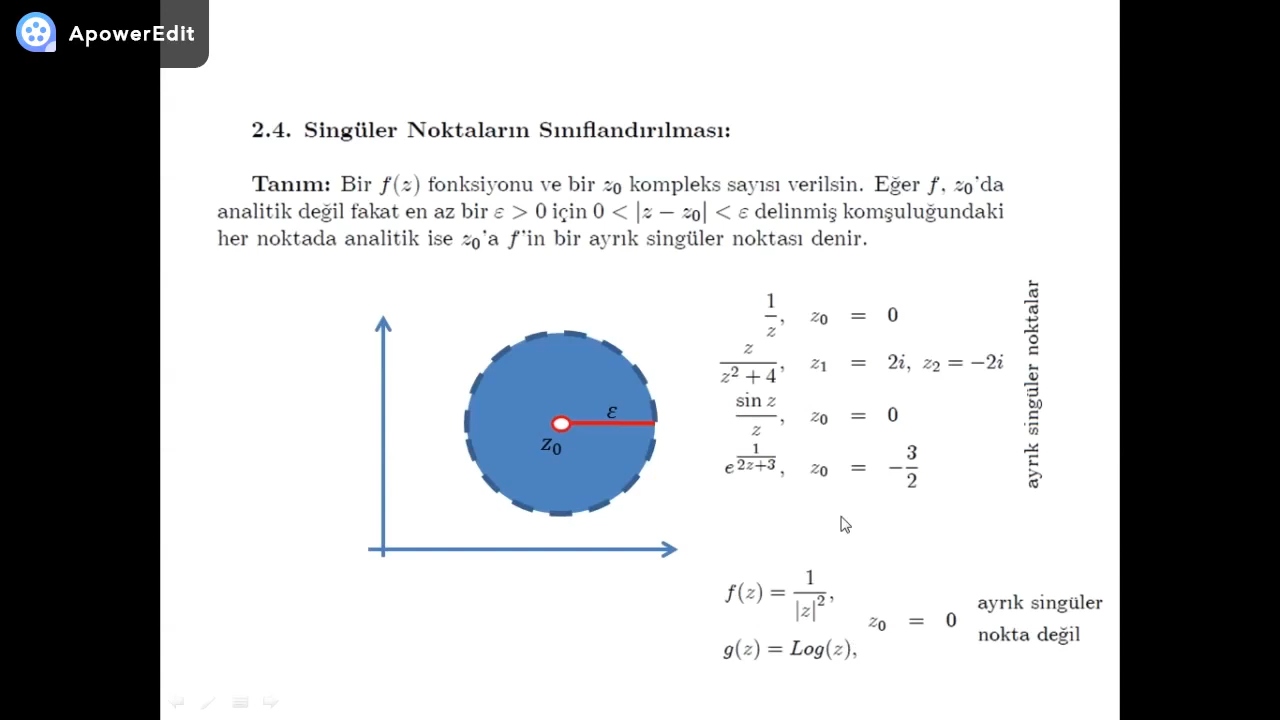 ApowerEdit
2.4. Singüler Noktaların Sınıflandırılması:
Tanım: Bir f(z) fonksiyonu ve bir z₀ kompleks sayısı verilsin. Eğer f, z₀'da
analitik değil fakat en az bir ε > 0 için 0 < |z − z₀| < ε delinmiş komşuluğundaki
her noktada analitik ise z₀'a f'in bir ayrık singüler noktası denir.
ε
z₀
1/z, z₀ = 0
z/(z² + 4), z₁ = 2i, z₂ = −2i
sin z/z, z₀ = 0
e^(1/(2z+3)), z₀ = −3/2
ayrık singüler noktalar
f(z) = 1/|z|²,
g(z) = Log(z),
z₀ = 0
ayrık singüler
nokta değil